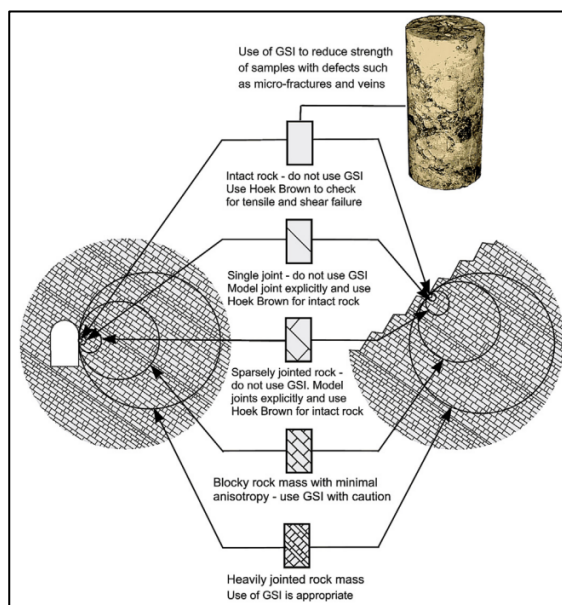 Use of GSI to reduce strength
of samples with defects such
as micro-fractures and veins
Intact rock - do not use GSI
Use Hoek Brown to check
for tensile and shear failure
Single joint - do not use GSI
Model joint explicitly and use
Hoek Brown for intact rock
Sparsely jointed rock -
do not use GSI. Model
joints explicitly and use
Hoek Brown for intact rock
Blocky rock mass with minimal
anisotropy - use GSI with caution
Heavily jointed rock mass
Use of GSI is appropriate